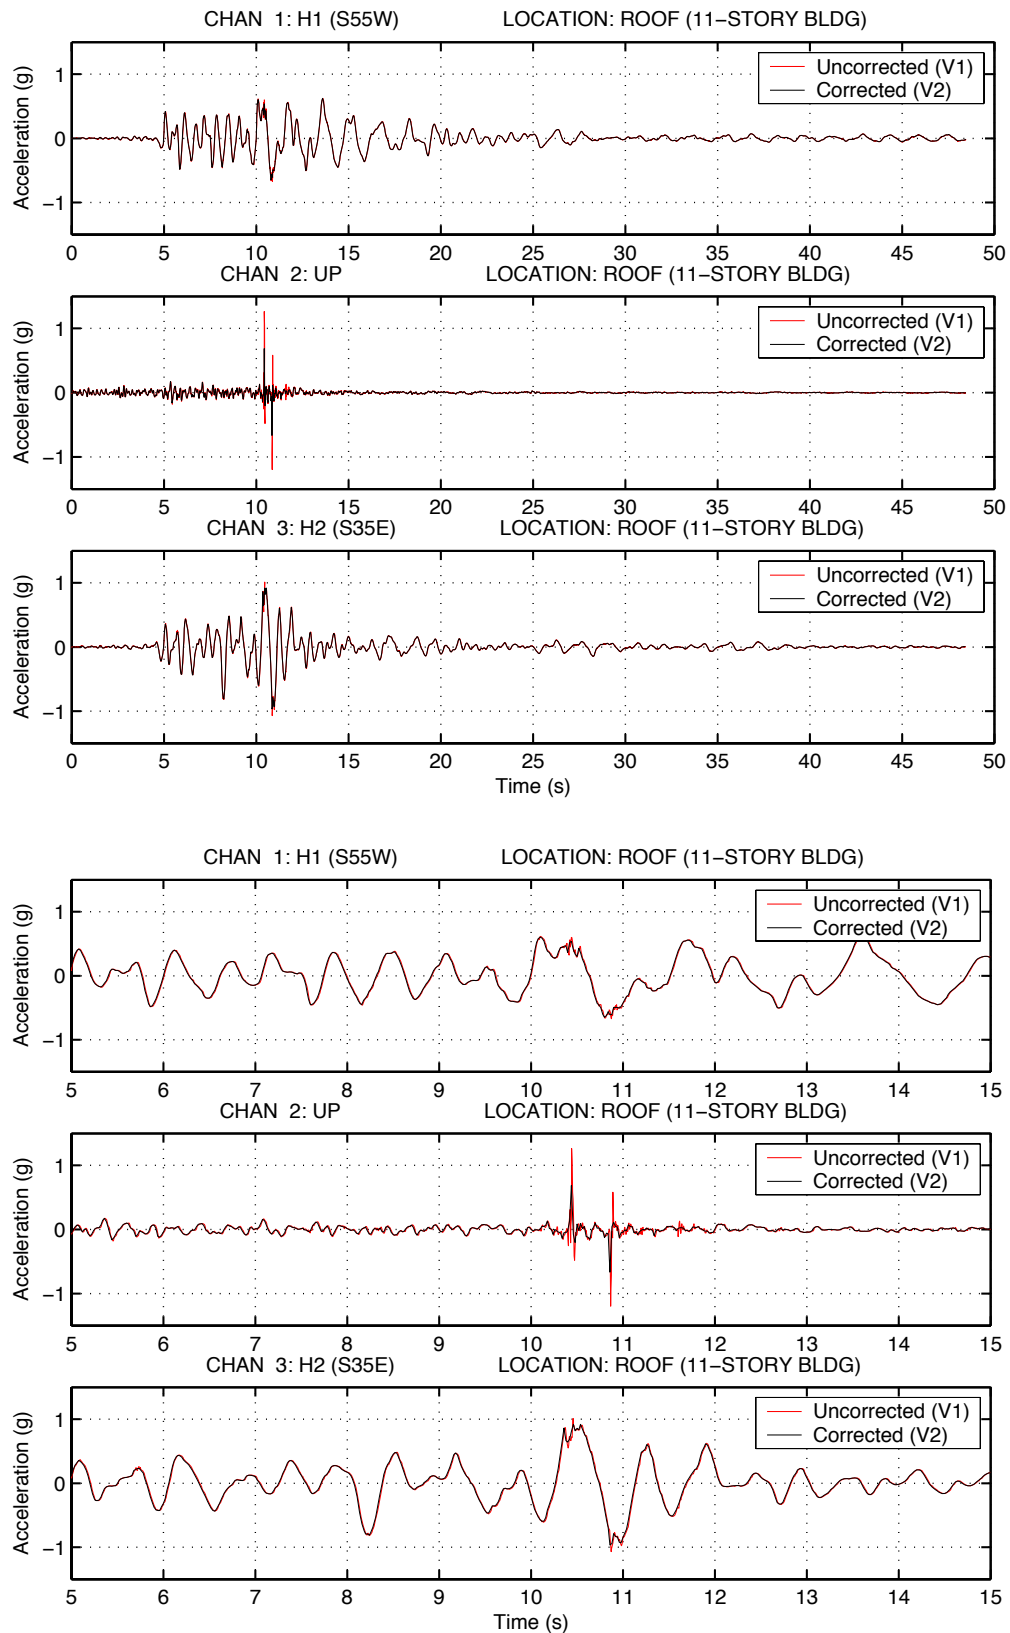 CHAN 1: H1 (S55W) LOCATION: ROOF (11−STORY BLDG)
Acceleration (g)
1
0
−1
Uncorrected (V1)
Corrected (V2)
0 5 10 15 20 25 30 35 40 45 50
CHAN 2: UP LOCATION: ROOF (11−STORY BLDG)
Acceleration (g)
1
0
−1
Uncorrected (V1)
Corrected (V2)
0 5 10 15 20 25 30 35 40 45 50
CHAN 3: H2 (S35E) LOCATION: ROOF (11−STORY BLDG)
Acceleration (g)
1
0
−1
Uncorrected (V1)
Corrected (V2)
0 5 10 15 20 25 30 35 40 45 50
Time (s)
CHAN 1: H1 (S55W) LOCATION: ROOF (11−STORY BLDG)
Acceleration (g)
1
0
−1
Uncorrected (V1)
Corrected (V2)
5 6 7 8 9 10 11 12 13 14 15
CHAN 2: UP LOCATION: ROOF (11−STORY BLDG)
Acceleration (g)
1
0
−1
Uncorrected (V1)
Corrected (V2)
5 6 7 8 9 10 11 12 13 14 15
CHAN 3: H2 (S35E) LOCATION: ROOF (11−STORY BLDG)
Acceleration (g)
1
0
−1
Uncorrected (V1)
Corrected (V2)
5 6 7 8 9 10 11 12 13 14 15
Time (s)